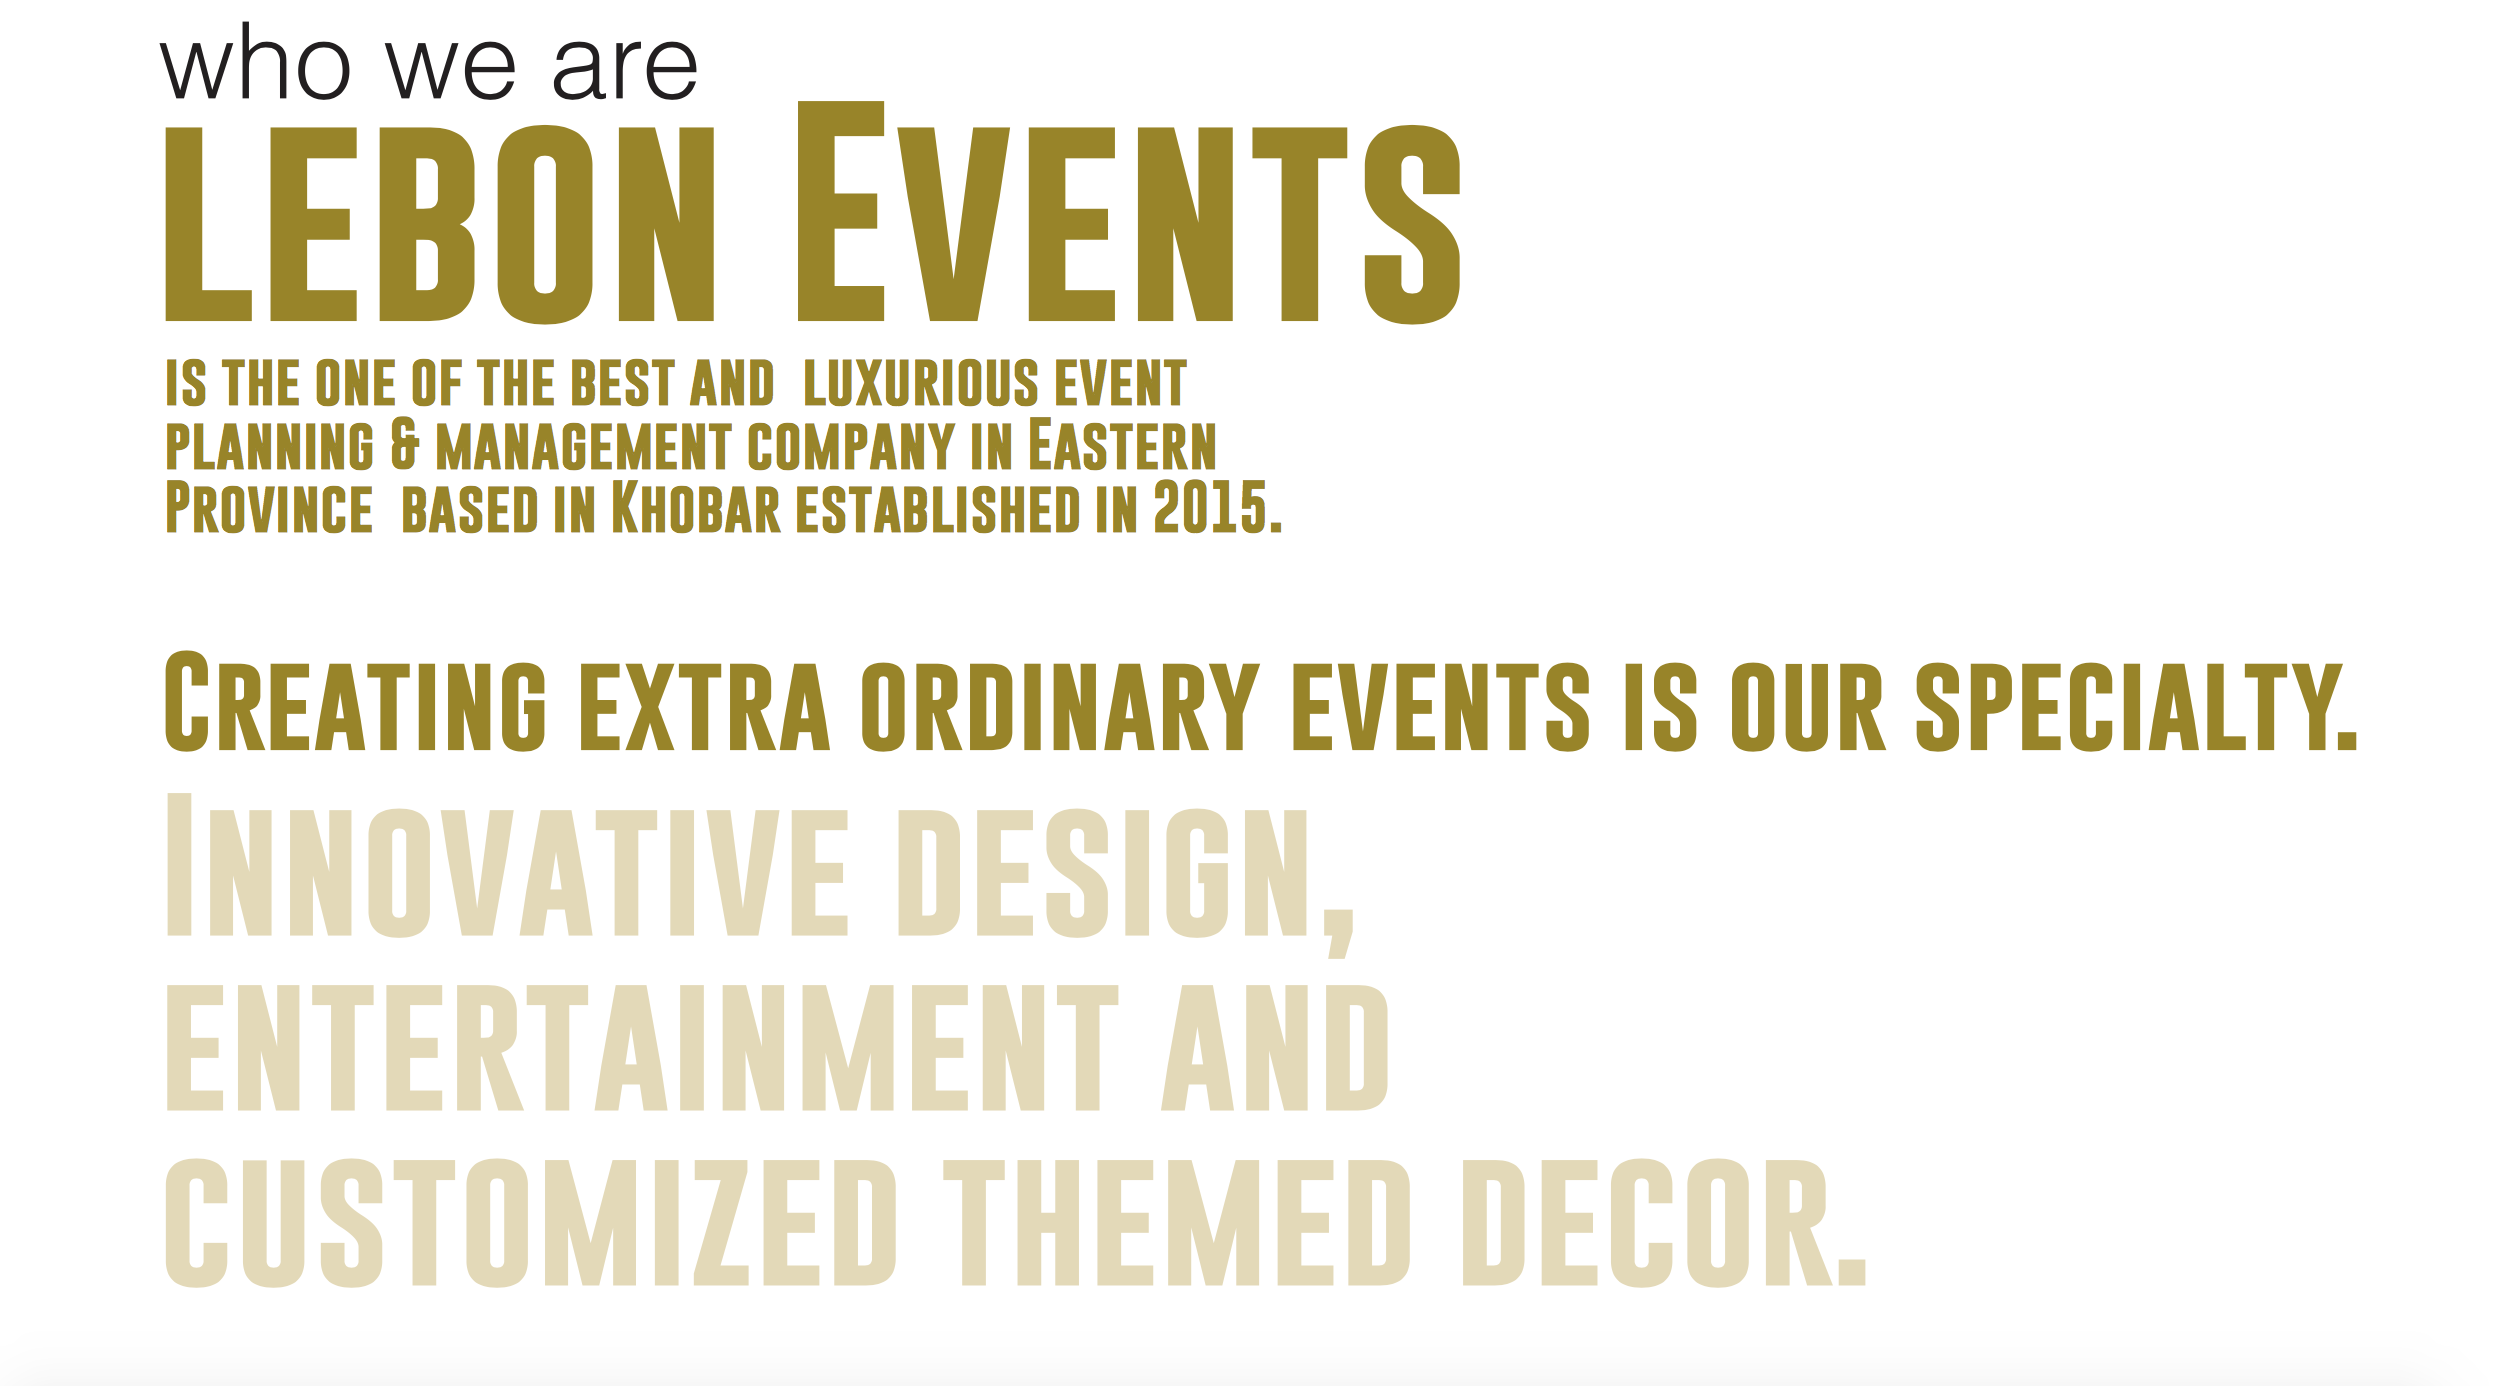 who we are
LEBON EVENTS
IS THE ONE OF THE BEST AND LUXURIOUS EVENT
PLANNING & MANAGEMENT COMPANY IN EASTERN
PROVINCE BASED IN KHOBAR ESTABLISHED IN 2015.
CREATING EXTRA ORDINARY EVENTS IS OUR SPECIALTY.
INNOVATIVE DESIGN,
ENTERTAINMENT AND
CUSTOMIZED THEMED DECOR.